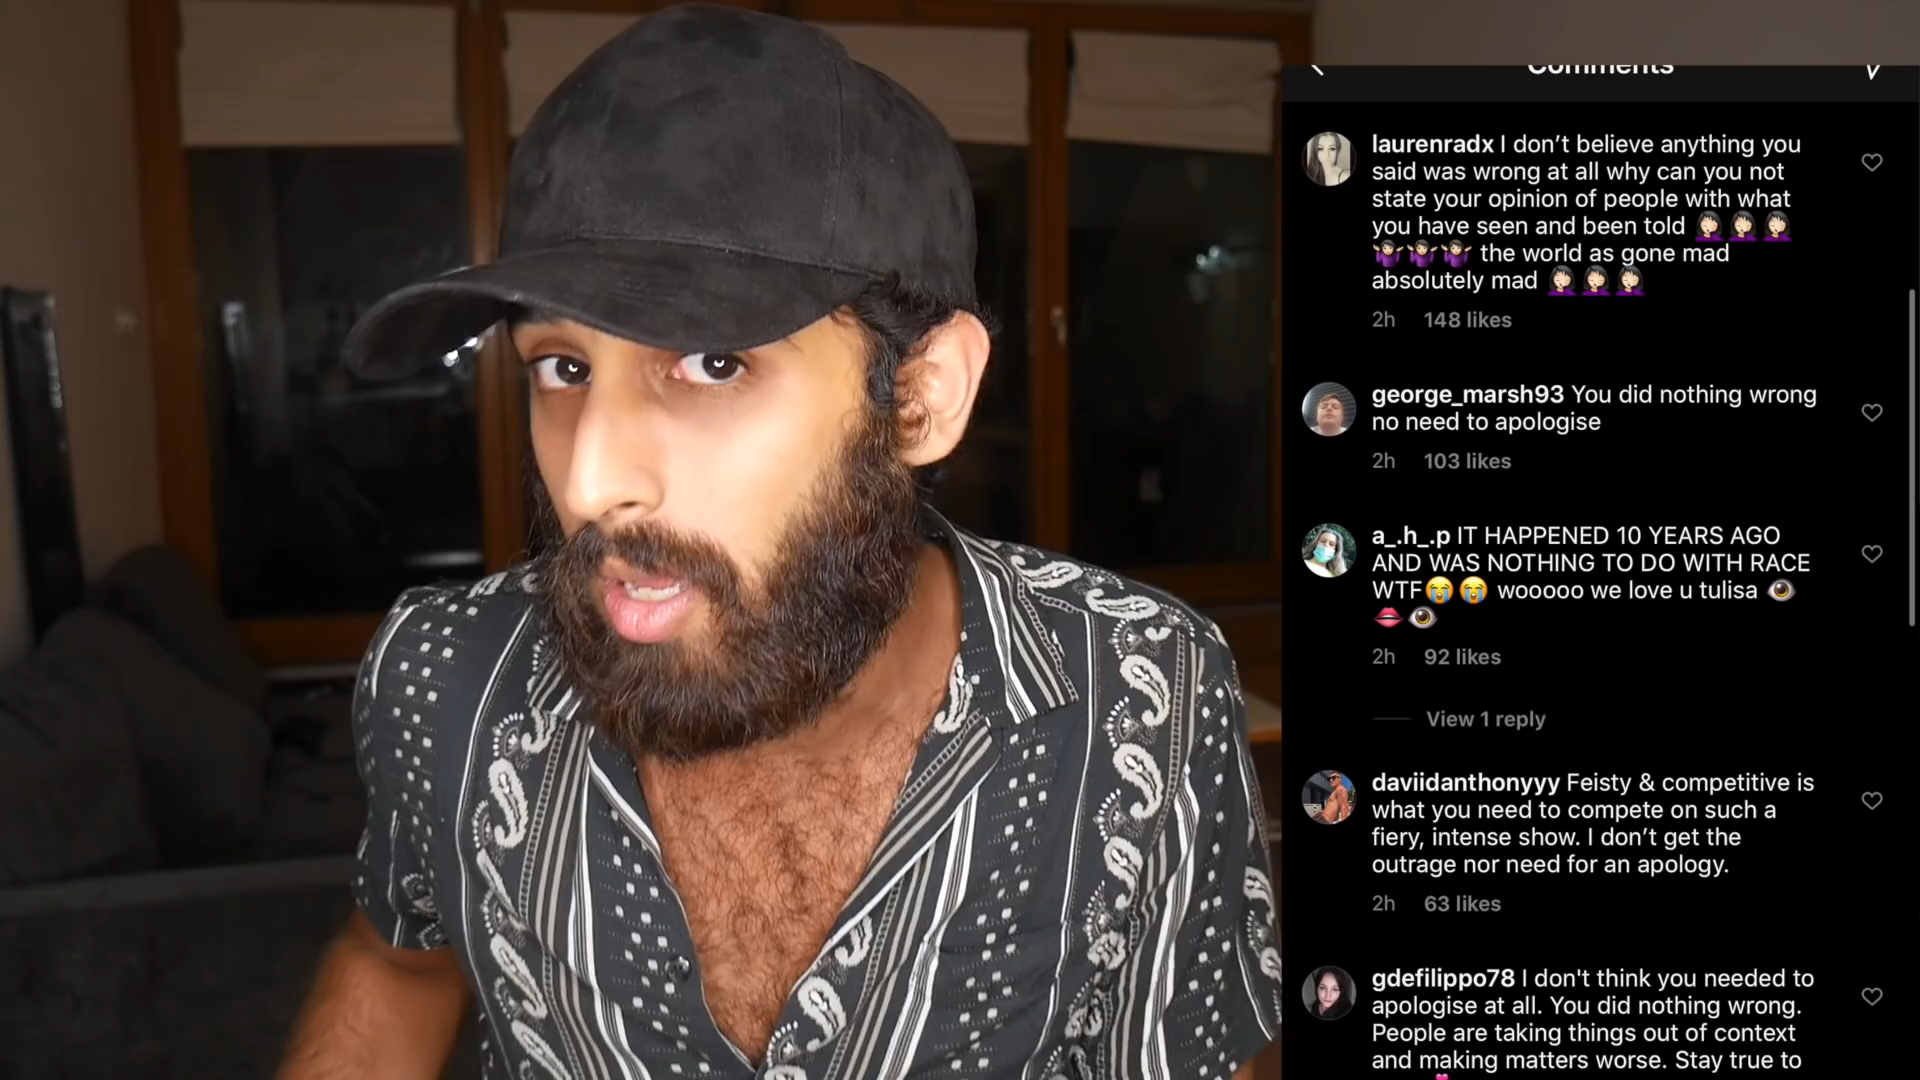 Comments
laurenradx I don’t believe anything you
said was wrong at all why can you not
state your opinion of people with what
you have seen and been told 🤦🏻‍♀️🤦🏻‍♀️🤦🏻‍♀️
🤷🏻‍♀️🤷🏻‍♀️🤷🏻‍♀️ the world as gone mad
absolutely mad 🤦🏻‍♀️🤦🏻‍♀️🤦🏻‍♀️
2h 148 likes
george_marsh93 You did nothing wrong
no need to apologise
2h 103 likes
a_.h_.p IT HAPPENED 10 YEARS AGO
AND WAS NOTHING TO DO WITH RACE
WTF😭😭 wooooo we love u tulisa 👁️
👄👁️
2h 92 likes
View 1 reply
daviidanthonyyy Feisty & competitive is
what you need to compete on such a
fiery, intense show. I don’t get the
outrage nor need for an apology.
2h 63 likes
gdefilippo78 I don't think you needed to
apologise at all. You did nothing wrong.
People are taking things out of context
and making matters worse. Stay true to